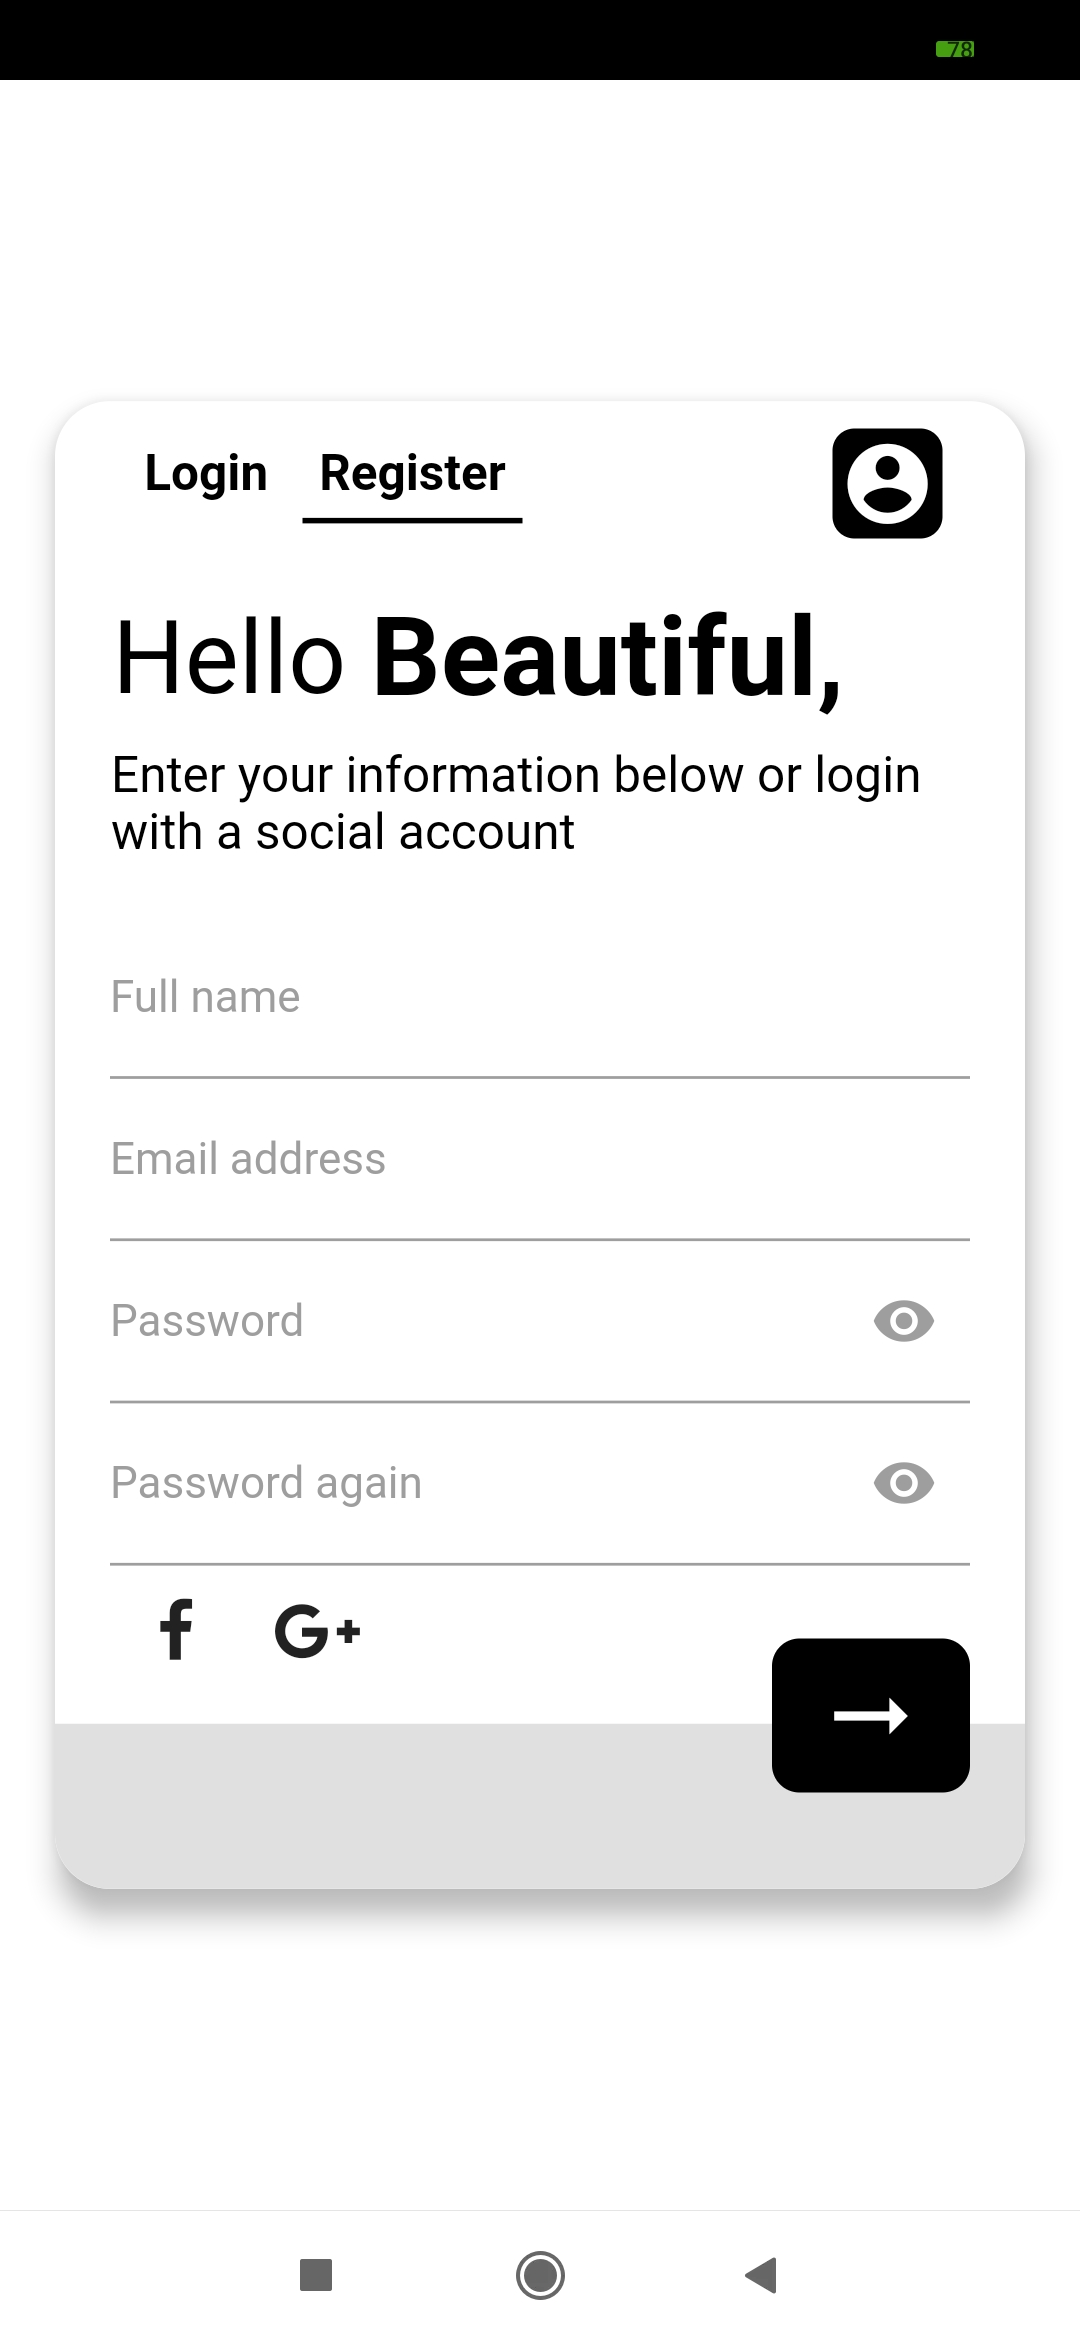 78
Login Register
Hello Beautiful,
Enter your information below or login
with a social account
Full name
Email address
Password
Password again
G+